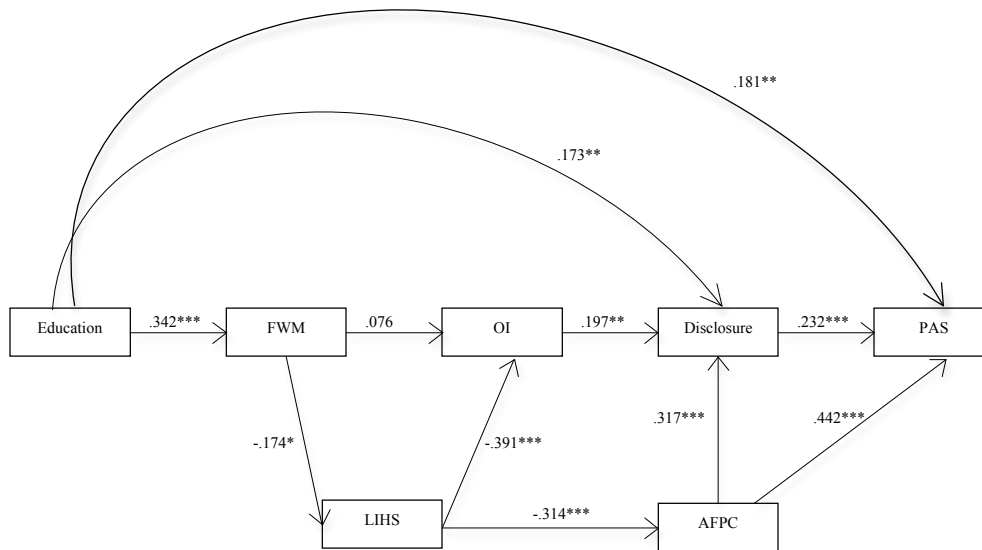 .181**
.173**
Education
.342***
FWM
.076
OI
.197**
Disclosure
.232***
PAS
.317***
.442***
-.174*
-.391***
LIHS
-.314***
AFPC